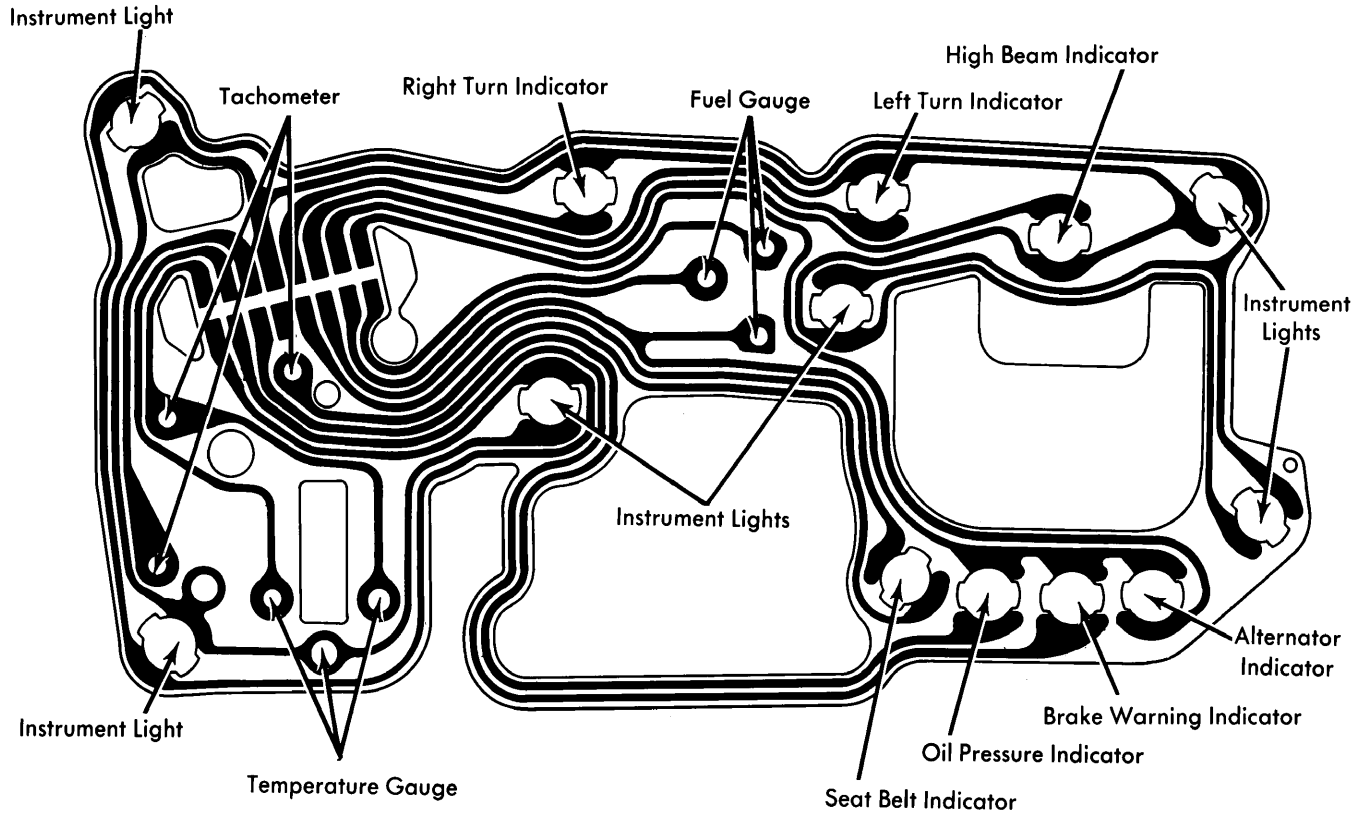 Instrument Light
High Beam Indicator
Tachometer
Right Turn Indicator
Fuel Gauge
Left Turn Indicator
Instrument
Lights
Instrument Lights
Alternator
Indicator
Instrument Light
Brake Warning Indicator
Oil Pressure Indicator
Temperature Gauge
Seat Belt Indicator